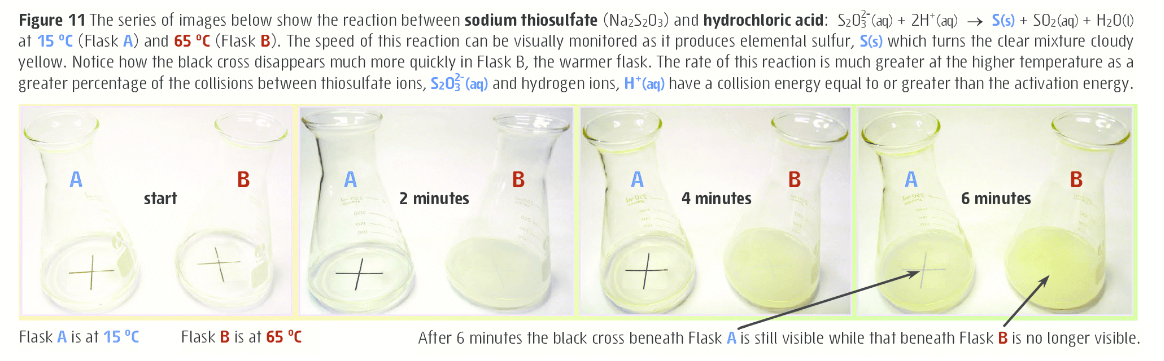 Figure 11 The series of images below show the reaction between sodium thiosulfate (Na₂S₂O₃) and hydrochloric acid: S₂O₃²⁻(aq) + 2H⁺(aq) → S(s) + SO₂(aq) + H₂O(l)
at 15 ⁰C (Flask A) and 65 ⁰C (Flask B). The speed of this reaction can be visually monitored as it produces elemental sulfur, S(s) which turns the clear mixture cloudy
yellow. Notice how the black cross disappears much more quickly in Flask B, the warmer flask. The rate of this reaction is much greater at the higher temperature as a
greater percentage of the collisions between thiosulfate ions, S₂O₃²⁻(aq) and hydrogen ions, H⁺(aq) have a collision energy equal to or greater than the activation energy.
A start B
A 2 minutes B
A 4 minutes B
A 6 minutes B
Flask A is at 15 ⁰C Flask B is at 65 ⁰C After 6 minutes the black cross beneath Flask A is still visible while that beneath Flask B is no longer visible.